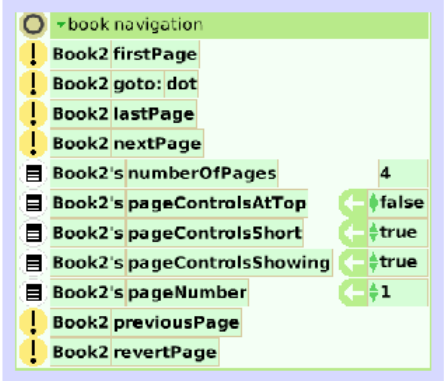 book navigation
Book2 firstPage
Book2 goto: dot
Book2 lastPage
Book2 nextPage
Book2's numberOfPages 4
Book2's pageControlsAtTop false
Book2's pageControlsShort true
Book2's pageControlsShowing true
Book2's pageNumber 1
Book2 previousPage
Book2 revertPage